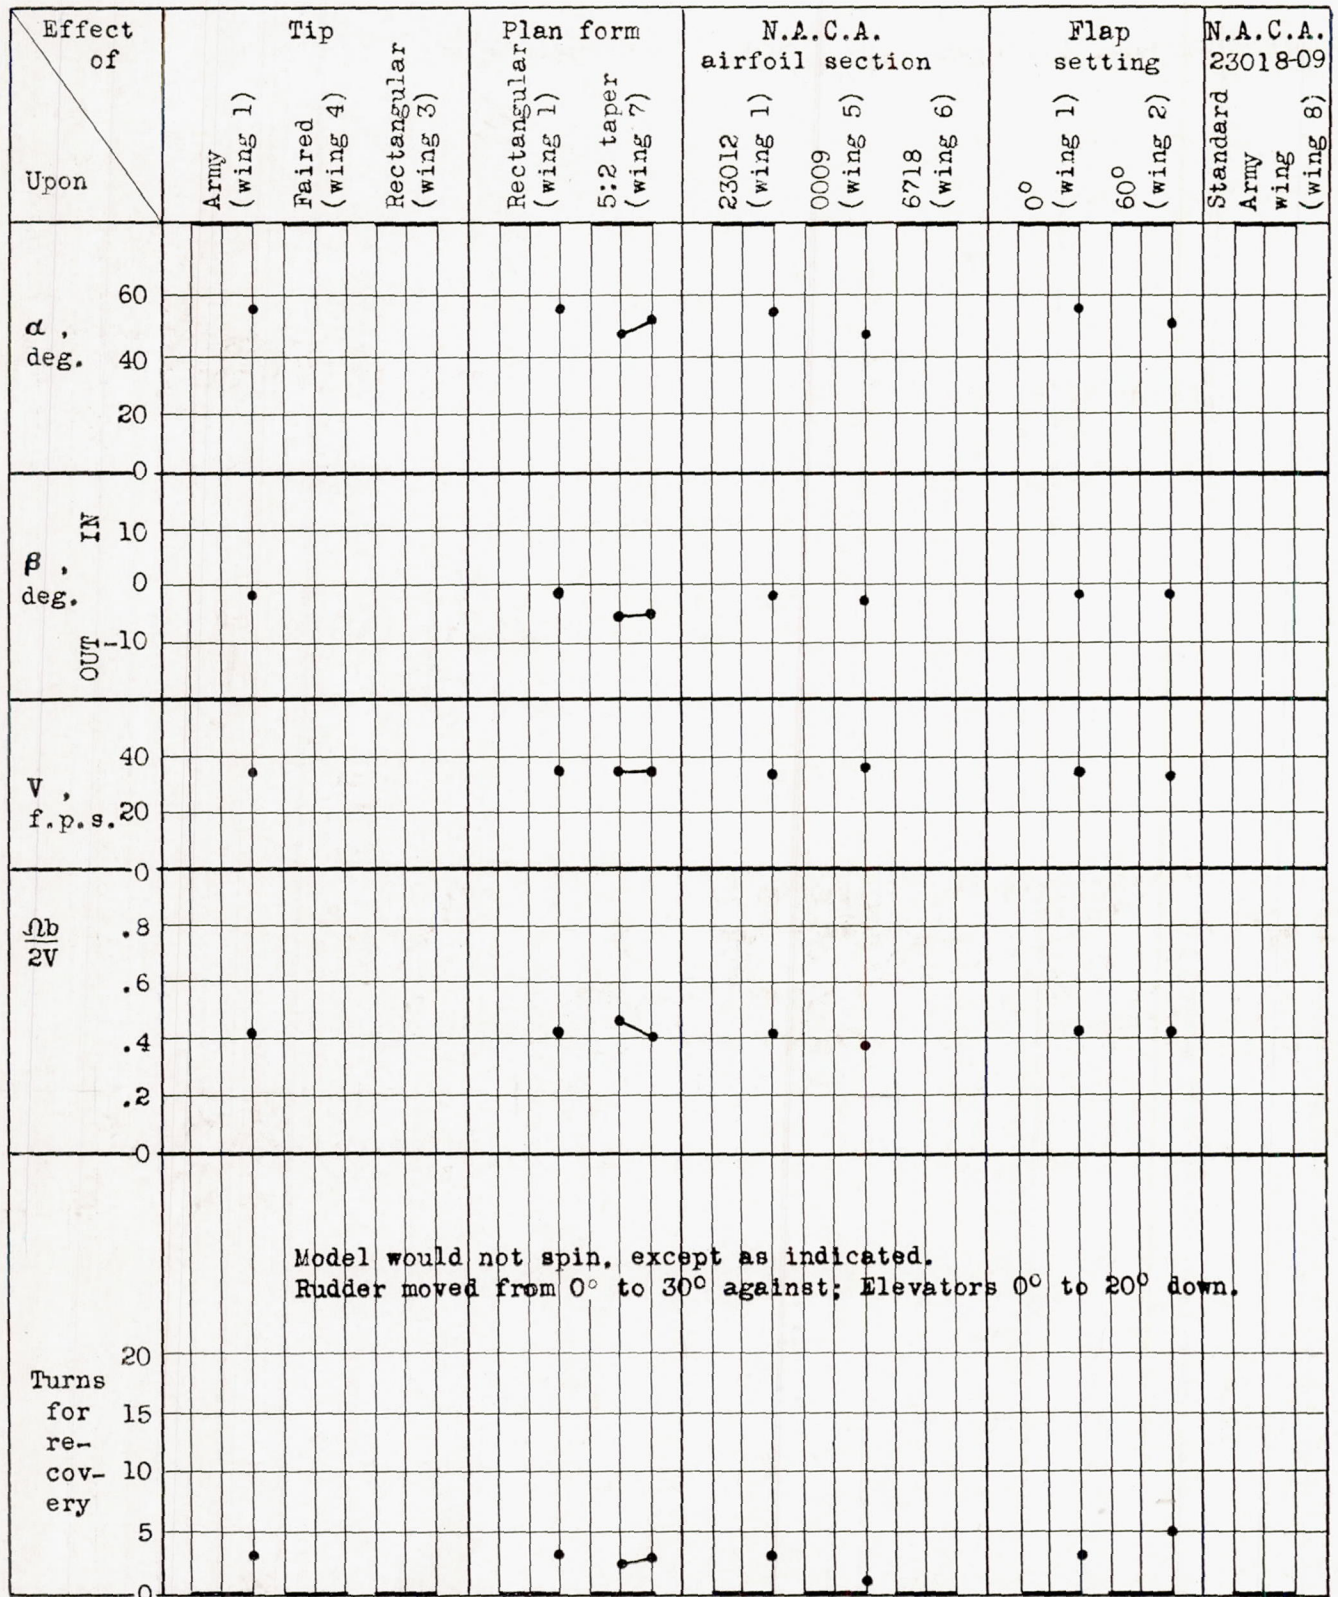 Effect
of
Upon
Tip
Army
(wing 1)
Faired
(wing 4)
Rectangular
(wing 3)
Plan form
Rectangular
(wing 1)
5:2 taper
(wing 7)
N.A.C.A.
airfoil section
23012
(wing 1)
0009
(wing 5)
6718
(wing 6)
Flap
setting
0°
(wing 1)
60°
(wing 2)
N.A.C.A.
23018-09
Standard
Army
wing
(wing 8)
α ,
deg.
60
40
20
0
β ,
deg.
IN
OUT
10
0
-10
V ,
f.p.s.
40
20
0
Ωb
2V
.8
.6
.4
.2
0
Model would not spin, except as indicated.
Rudder moved from 0° to 30° against; Elevators 0° to 20° down.
Turns
for
re-
cov-
ery
20
15
10
5
0